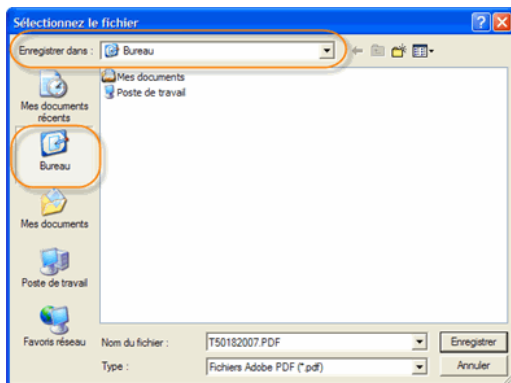 Sélectionnez le fichier
Enregistrer dans : Bureau
Mes documents
Poste de travail
Mes documents
récents
Bureau
Mes documents
Poste de travail
Favoris réseau
Nom du fichier : T50182007.PDF Enregistrer
Type : Fichiers Adobe PDF (*.pdf) Annuler